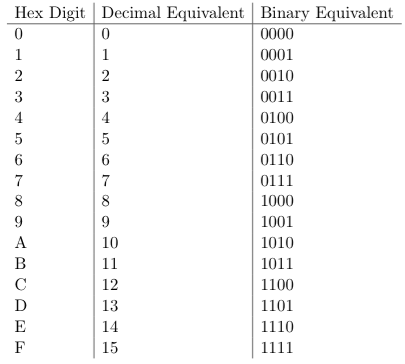 Hex Digit Decimal Equivalent Binary Equivalent
0 0 0000
1 1 0001
2 2 0010
3 3 0011
4 4 0100
5 5 0101
6 6 0110
7 7 0111
8 8 1000
9 9 1001
A 10 1010
B 11 1011
C 12 1100
D 13 1101
E 14 1110
F 15 1111